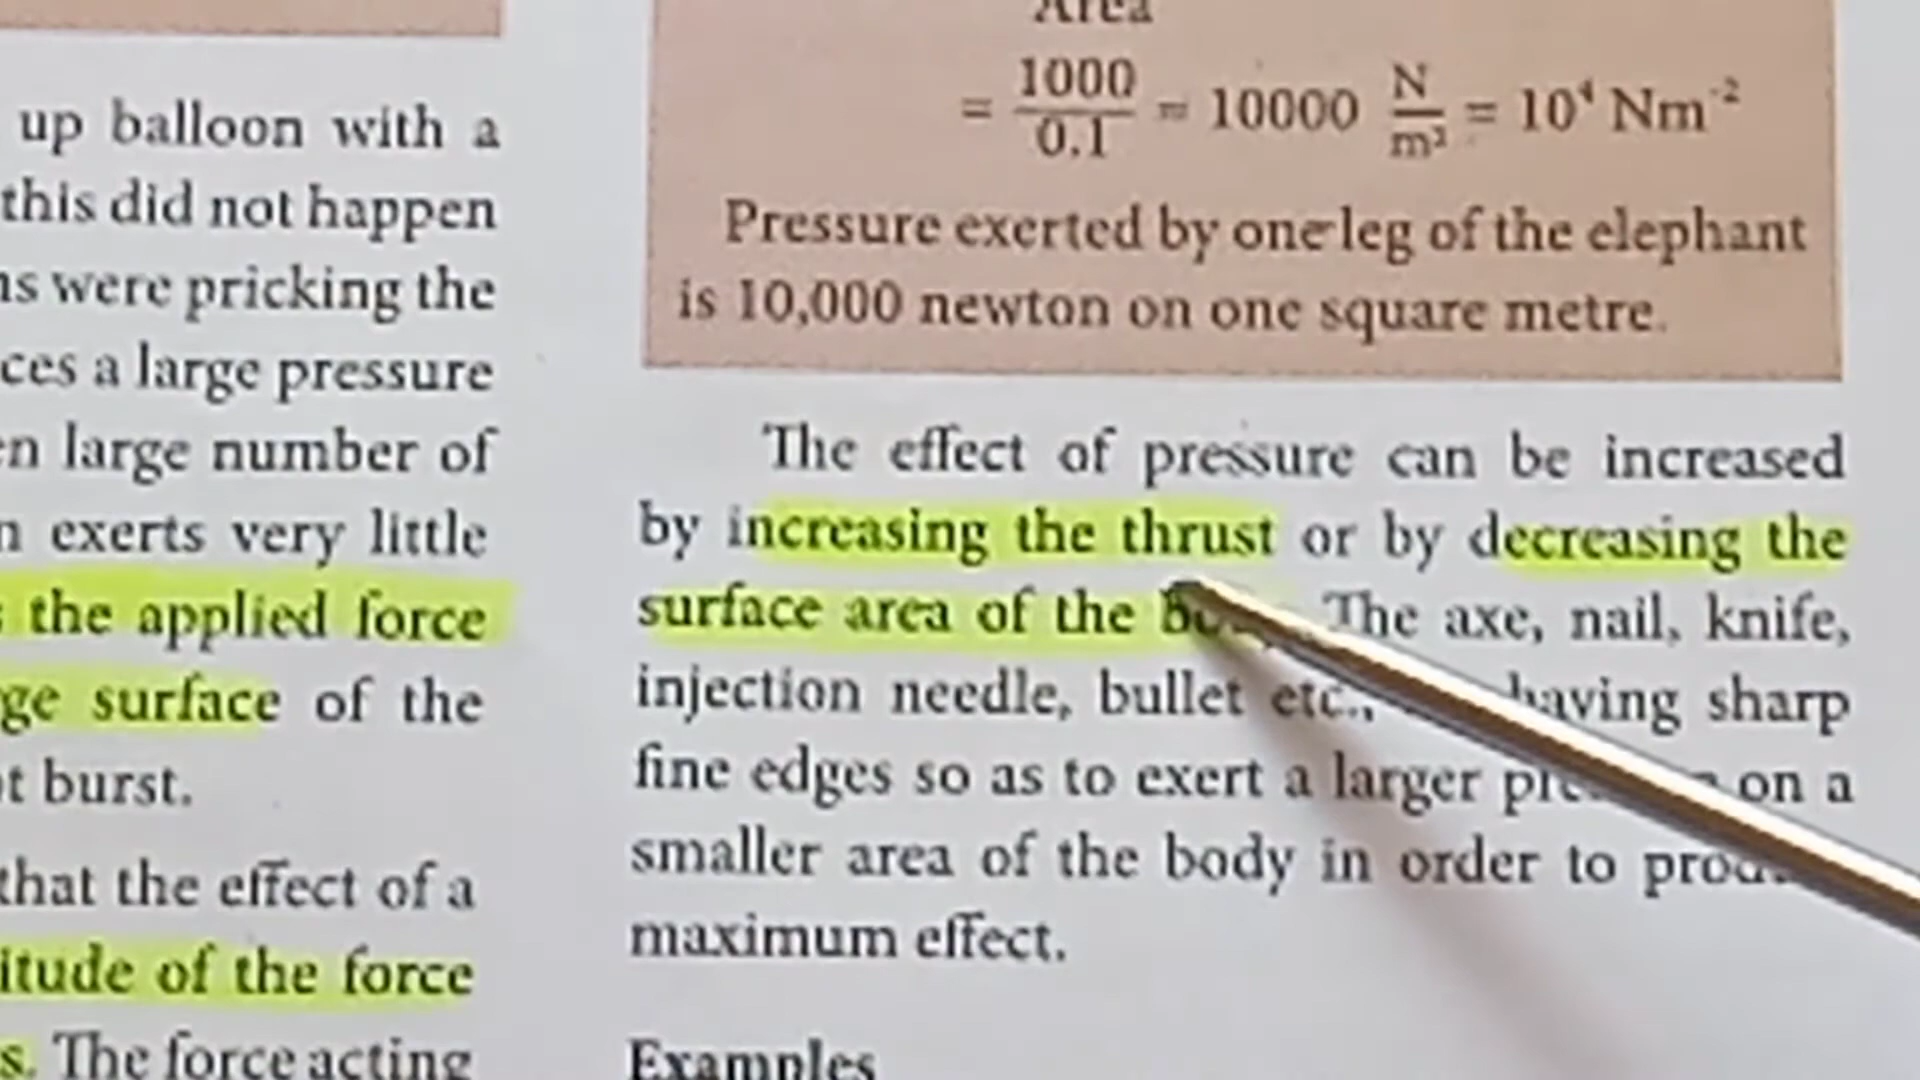 up balloon with a
this did not happen
were pricking the
a large pressure
large number of
exerts very little
the applied force
surface of the
burst.
that the effect of a
of the force
The force acting
Area
= 1000/0.1 = 10000 N/m² = 10⁴ Nm⁻²
Pressure exerted by one leg of the elephant
is 10,000 newton on one square metre.
The effect of pressure can be increased
by increasing the thrust or by decreasing the
surface area of the The axe, nail, knife,
injection needle, bullet etc., having sharp
fine edges so as to exert a larger on a
smaller area of the body in order to
maximum effect.
Examples